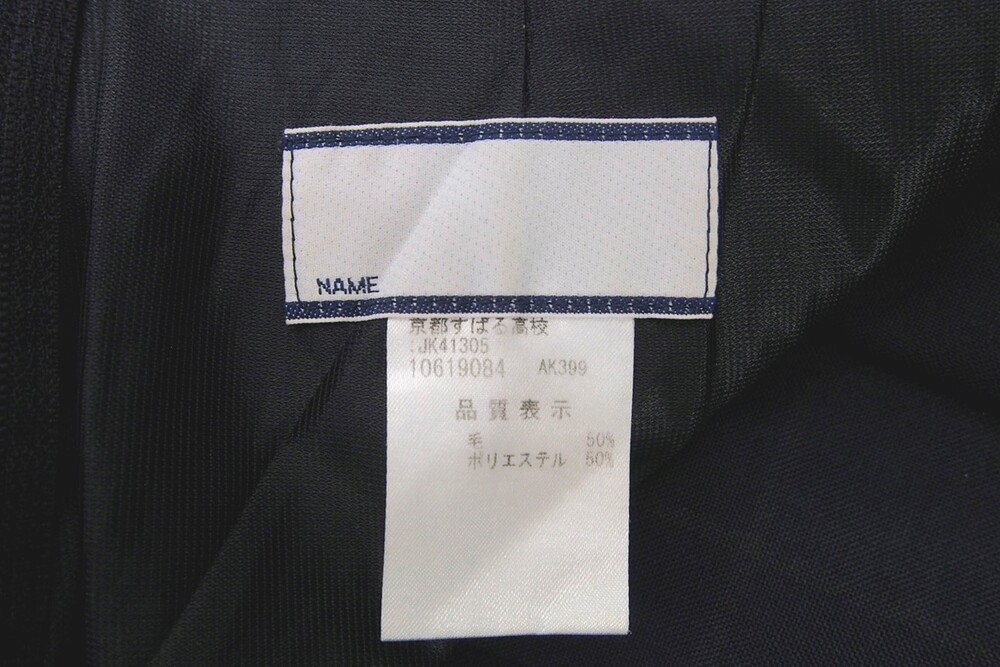 NAME
京都すばる高校
:JK41305
10619084 AK399
品質表示
毛 50%
ポリエステル 50%